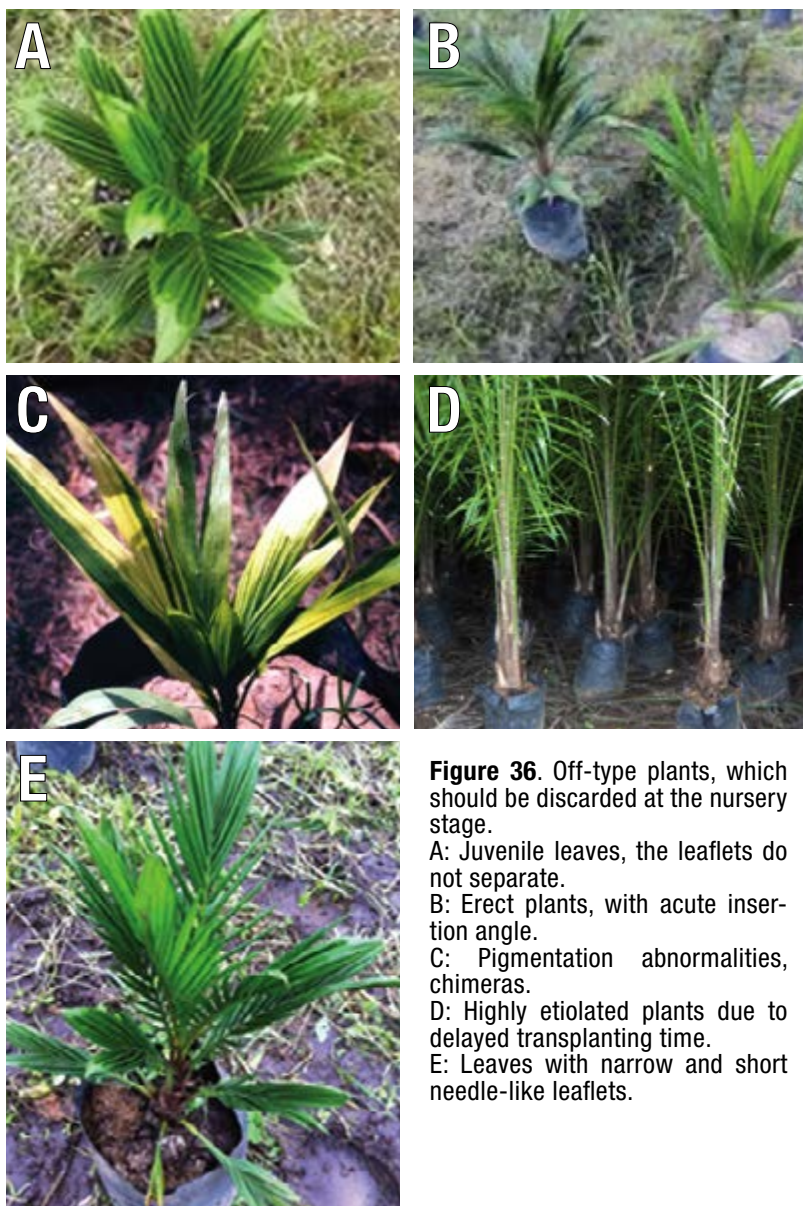 A
B
C
D
E
Figure 36. Off-type plants, which
should be discarded at the nursery
stage.
A: Juvenile leaves, the leaflets do
not separate.
B: Erect plants, with acute inser-
tion angle.
C: Pigmentation abnormalities,
chimeras.
D: Highly etiolated plants due to
delayed transplanting time.
E: Leaves with narrow and short
needle-like leaflets.